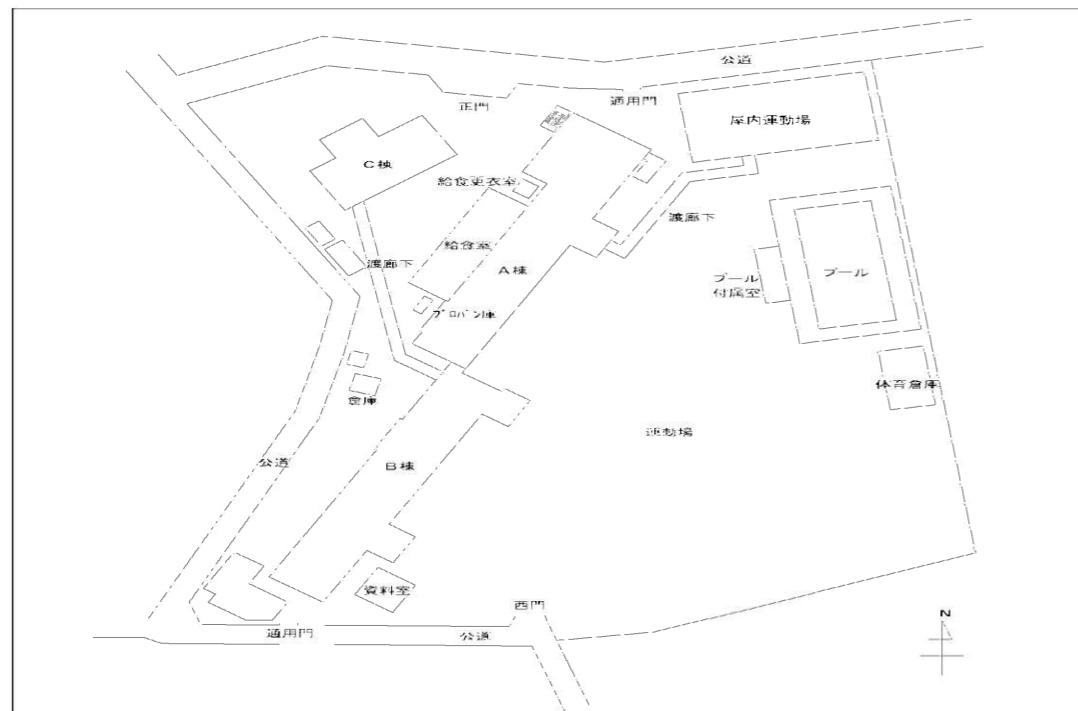 公道
正門
通用門
屋内運動場
C棟
給食更衣室
渡廊下
給食室
渡廊下
A棟
プール
付属室
プール
プロパン庫
体育倉庫
倉庫
運動場
公道
B棟
資料室
西門
通用門
公道
N